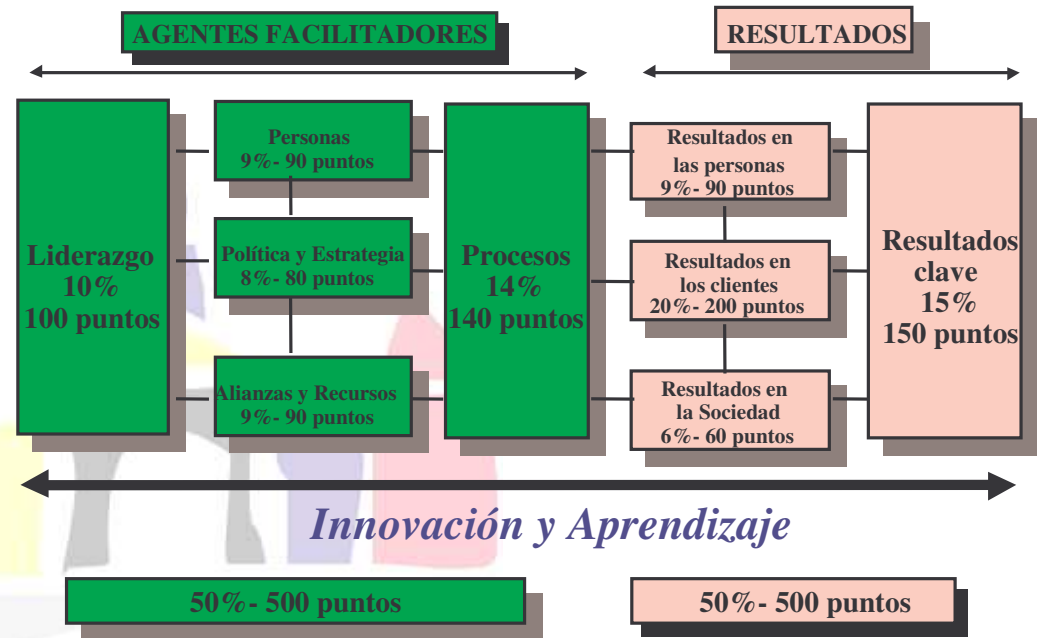 AGENTES FACILITADORES
RESULTADOS
Liderazgo
10%
100 puntos
Personas
9%- 90 puntos
Política y Estrategia
8%- 80 puntos
Alianzas y Recursos
9%- 90 puntos
Procesos
14%
140 puntos
Resultados en
las personas
9%- 90 puntos
Resultados en
los clientes
20%- 200 puntos
Resultados en
la Sociedad
6%- 60 puntos
Resultados
clave
15%
150 puntos
Innovación y Aprendizaje
50%- 500 puntos
50%- 500 puntos